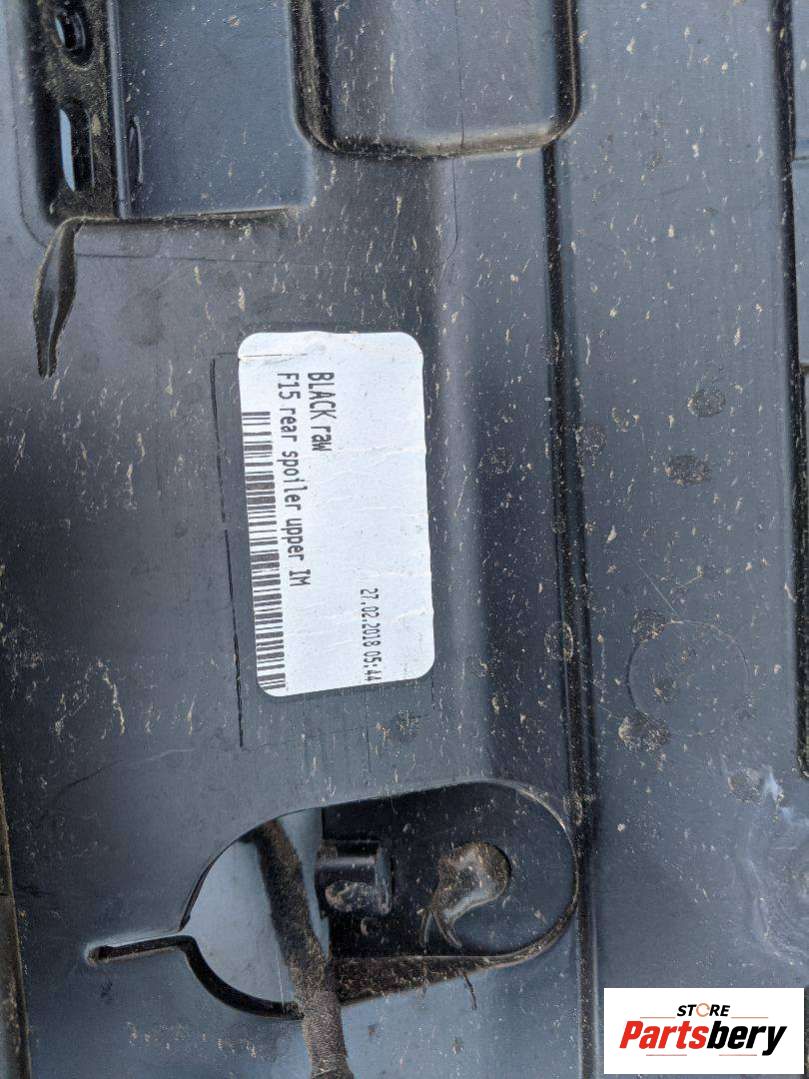 BLACK raw
F15 rear spoiler upper IM
27.02.2018 05:44
STORE
Partsbery